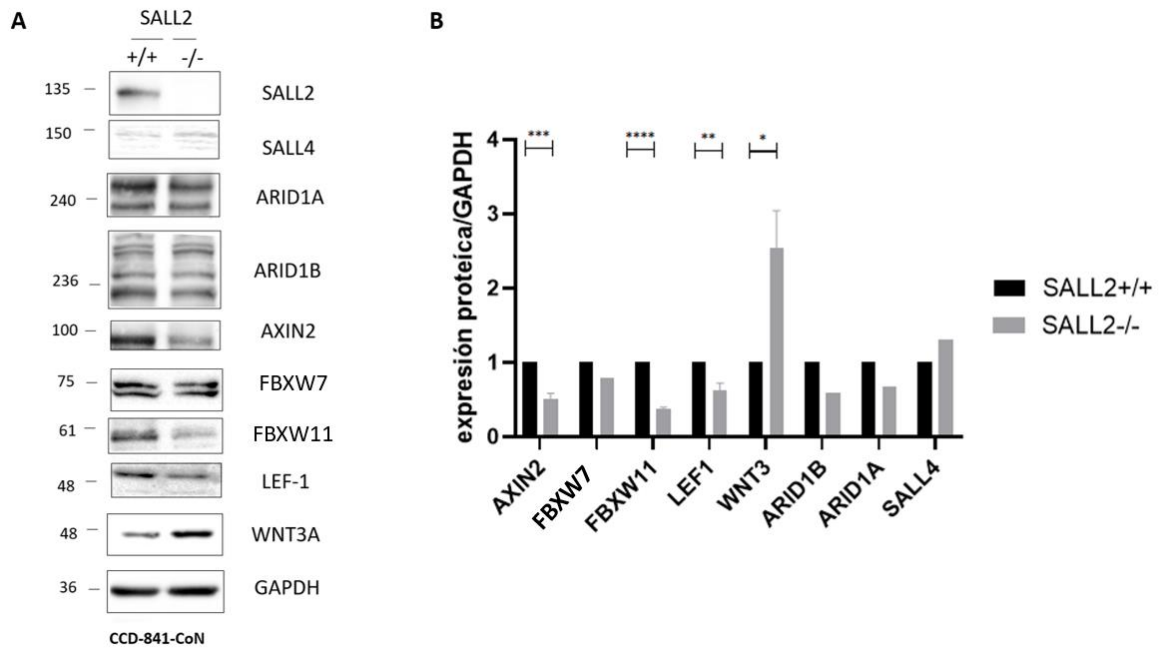 A
SALL2
+/+ -/-
135
SALL2
150
SALL4
240
ARID1A
236
ARID1B
100
AXIN2
75
FBXW7
61
FBXW11
48
LEF-1
48
WNT3A
36
GAPDH
CCD-841-CoN
B
expresión proteíca/GAPDH
4
3
2
1
0
*** **** ** *
AXIN2
FBXW7
FBXW11
LEF1
WNT3
ARID1B
ARID1A
SALL4
SALL2+/+
SALL2-/-